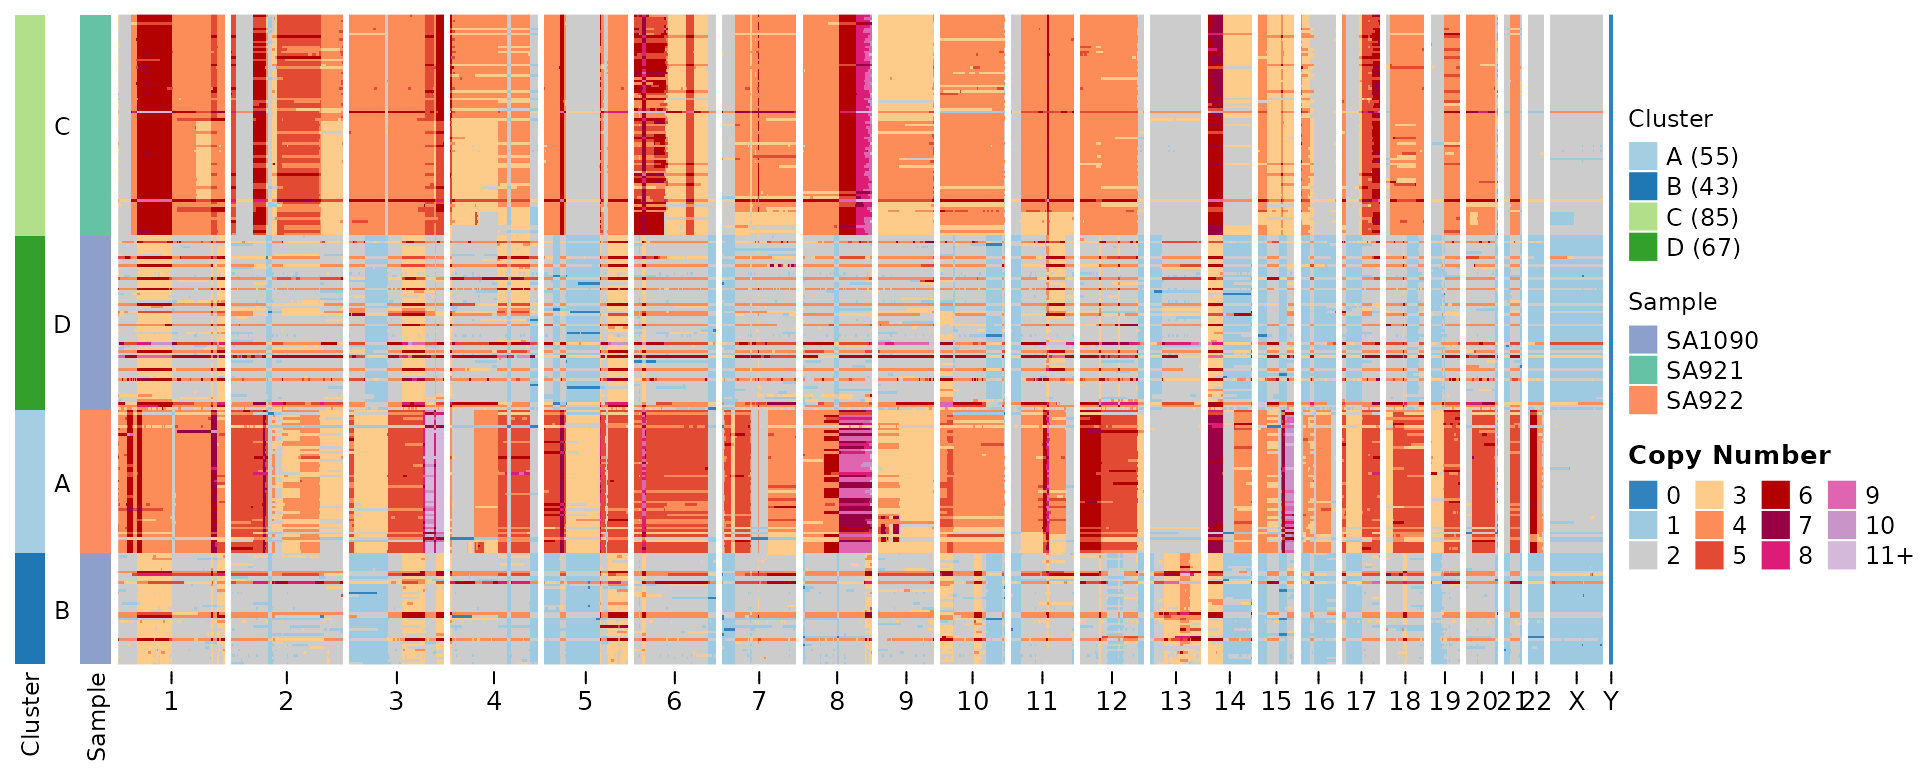 C
D
A
B
Cluster
Sample
1 2 3 4 5 6 7 8 9 10 11 12 13 14 15 16 17 18 19 20 21 22 X Y
Cluster
A (55)
B (43)
C (85)
D (67)
Sample
SA1090
SA921
SA922
Copy Number
0 3 6 9
1 4 7 10
2 5 8 11+